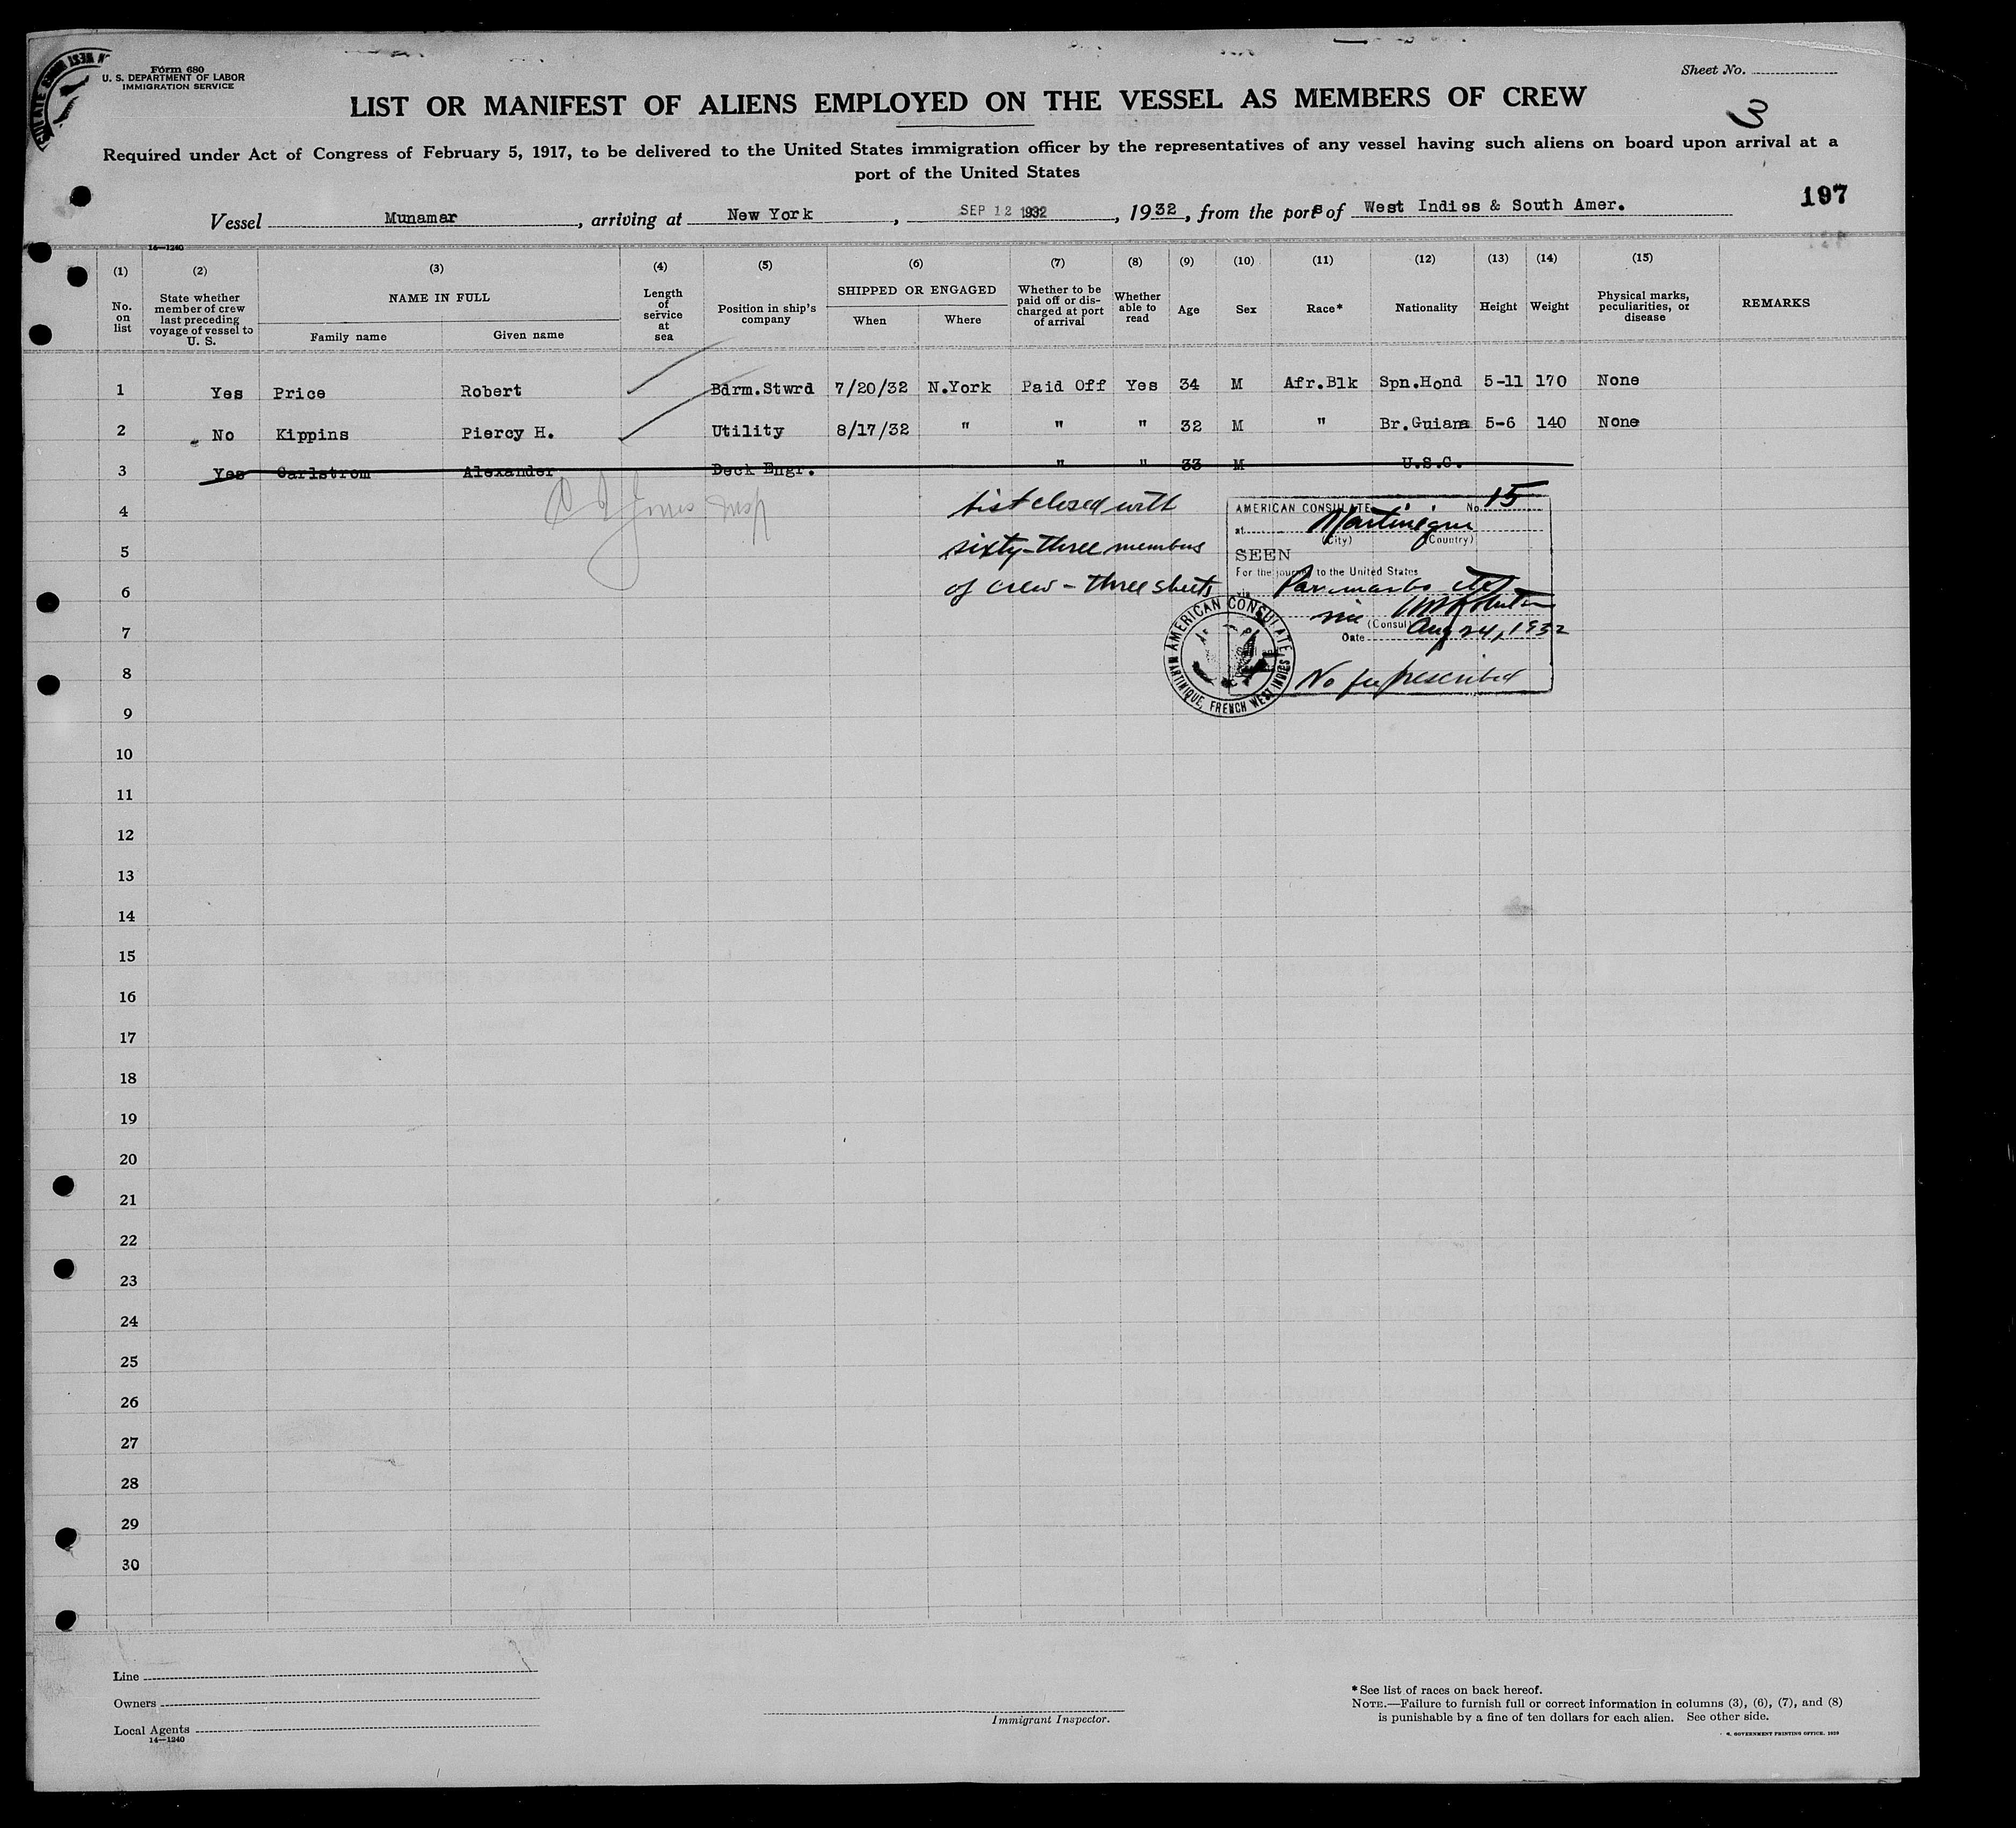 Form 680
U. S. DEPARTMENT OF LABOR
IMMIGRATION SERVICE
Sheet No.
LIST OR MANIFEST OF ALIENS EMPLOYED ON THE VESSEL AS MEMBERS OF CREW
3
Required under Act of Congress of February 5, 1917, to be delivered to the United States immigration officer by the representatives of any vessel having such aliens on board upon arrival at a
port of the United States
197
Vessel Munamar, arriving at New York, SEP 12 1932, 1932, from the ports of West Indies & South Amer.
14—1240
(1) (2) (3) (4) (5) (6) (7) (8) (9) (10) (11) (12) (13) (14) (15)
No. on list
State whether member of crew last preceding voyage of vessel to U. S.
NAME IN FULL
Family name
Given name
Length of service at sea
Position in ship's company
SHIPPED OR ENGAGED
When
Where
Whether to be paid off or discharged at port of arrival
Whether able to read
Age
Sex
Race*
Nationality
Height
Weight
Physical marks, peculiarities, or disease
REMARKS
1 Yes Price Robert Bdrm.Stwrd 7/20/32 N.York Paid Off Yes 34 M Afr.Blk Spn.Hond 5-11 170 None
2 No Kippins Piercy H. Utility 8/17/32 " " " 32 M " Br.Guiana 5-6 140 None
3 Yes Carlstrom Alexander Deck Engr. " " 33 M U.S.C.
4
5
6
7
8
9
10
11
12
13
14
15
16
17
18
19
20
21
22
23
24
25
26
27
28
29
30
List closed with
sixty-three members
of crew - three sheets
AMERICAN CONSULATE No. 15
at Martinique
(City) (Country)
SEEN
For the journey to the United States
via Paramaribo
(Consul)
Date Aug 24, 1932
No fee prescribed
AMERICAN CONSULATE
MARTINIQUE, FRENCH WEST INDIES
Line
Owners
Local Agents
14—1240
Immigrant Inspector.
*See list of races on back hereof.
NOTE.—Failure to furnish full or correct information in columns (3), (6), (7), and (8)
is punishable by a fine of ten dollars for each alien. See other side.
GOVERNMENT PRINTING OFFICE. 1929